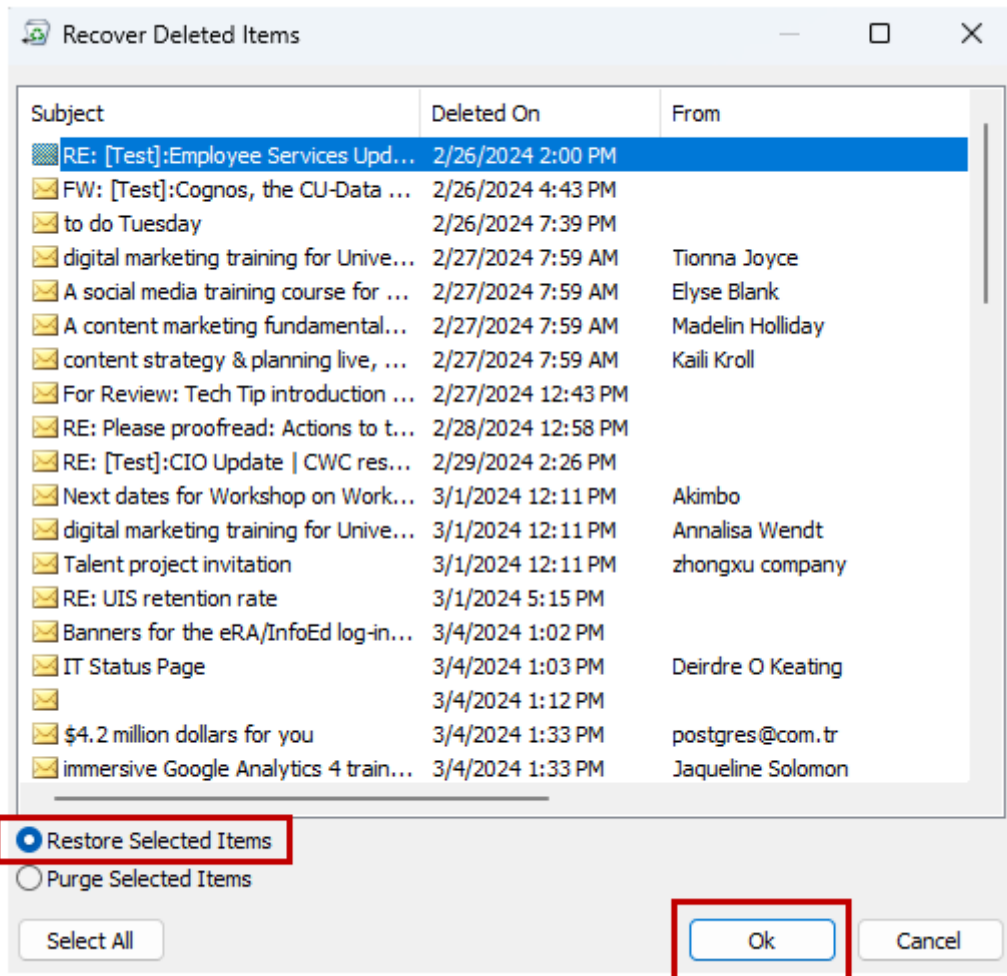 Recover Deleted Items
Subject Deleted On From
RE: [Test]:Employee Services Upd... 2/26/2024 2:00 PM
FW: [Test]:Cognos, the CU-Data ... 2/26/2024 4:43 PM
to do Tuesday 2/26/2024 7:39 PM
digital marketing training for Unive... 2/27/2024 7:59 AM Tionna Joyce
A social media training course for ... 2/27/2024 7:59 AM Elyse Blank
A content marketing fundamental... 2/27/2024 7:59 AM Madelin Holliday
content strategy & planning live, ... 2/27/2024 7:59 AM Kaili Kroll
For Review: Tech Tip introduction ... 2/27/2024 12:43 PM
RE: Please proofread: Actions to t... 2/28/2024 12:58 PM
RE: [Test]:CIO Update | CWC res... 2/29/2024 2:26 PM
Next dates for Workshop on Work... 3/1/2024 12:11 PM Akimbo
digital marketing training for Unive... 3/1/2024 12:11 PM Annalisa Wendt
Talent project invitation 3/1/2024 12:11 PM zhongxu company
RE: UIS retention rate 3/1/2024 5:15 PM
Banners for the eRA/InfoEd log-in... 3/4/2024 1:02 PM
IT Status Page 3/4/2024 1:03 PM Deirdre O Keating
3/4/2024 1:12 PM
$4.2 million dollars for you 3/4/2024 1:33 PM postgres@com.tr
immersive Google Analytics 4 train... 3/4/2024 1:33 PM Jaqueline Solomon
Restore Selected Items
Purge Selected Items
Select All Ok Cancel